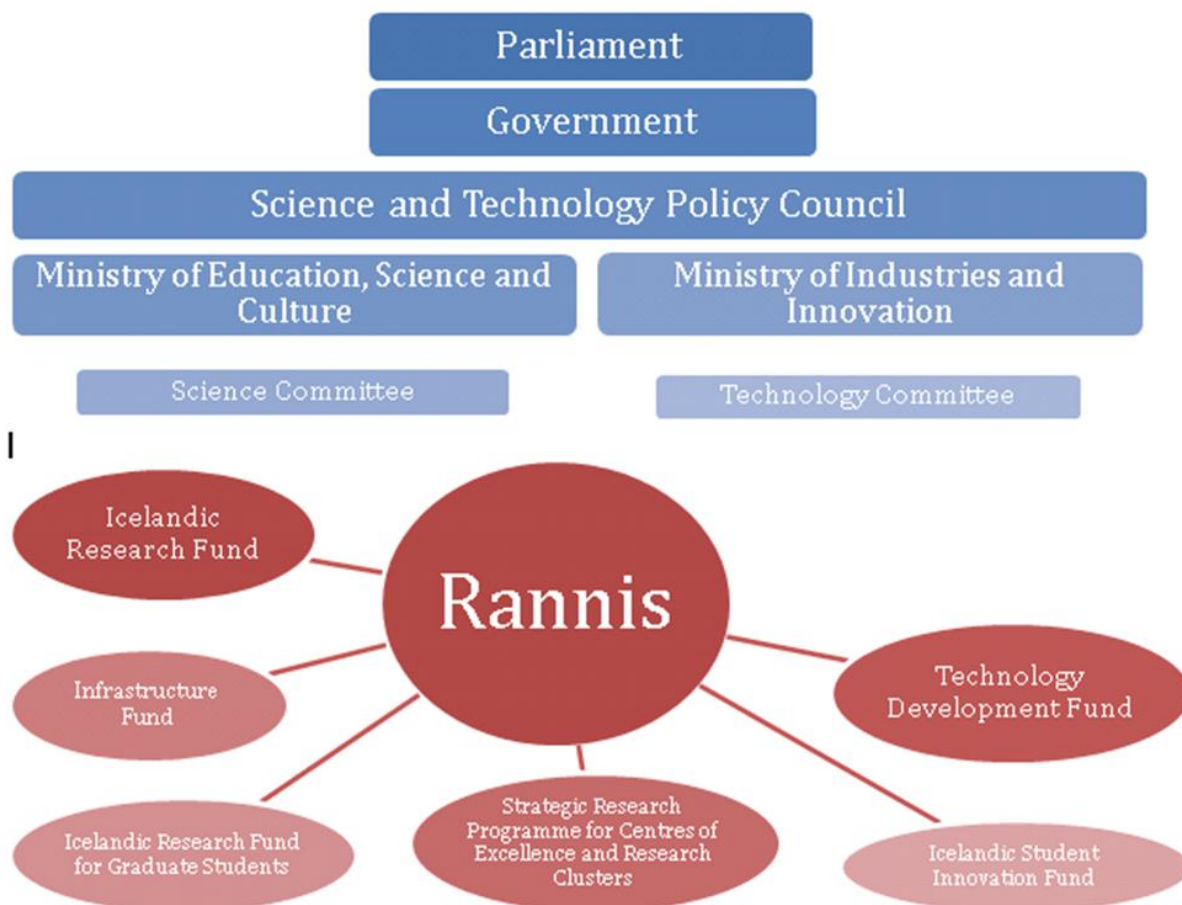 Parliament
Government
Science and Technology Policy Council
Ministry of Education, Science and
Culture
Ministry of Industries and
Innovation
Science Committee
Technology Committee
I
Icelandic
Research Fund
Rannis
Infrastructure
Fund
Technology
Development Fund
Icelandic Research Fund
for Graduate Students
Strategic Research
Programme for Centres of
Excellence and Research
Clusters
Icelandic Student
Innovation Fund